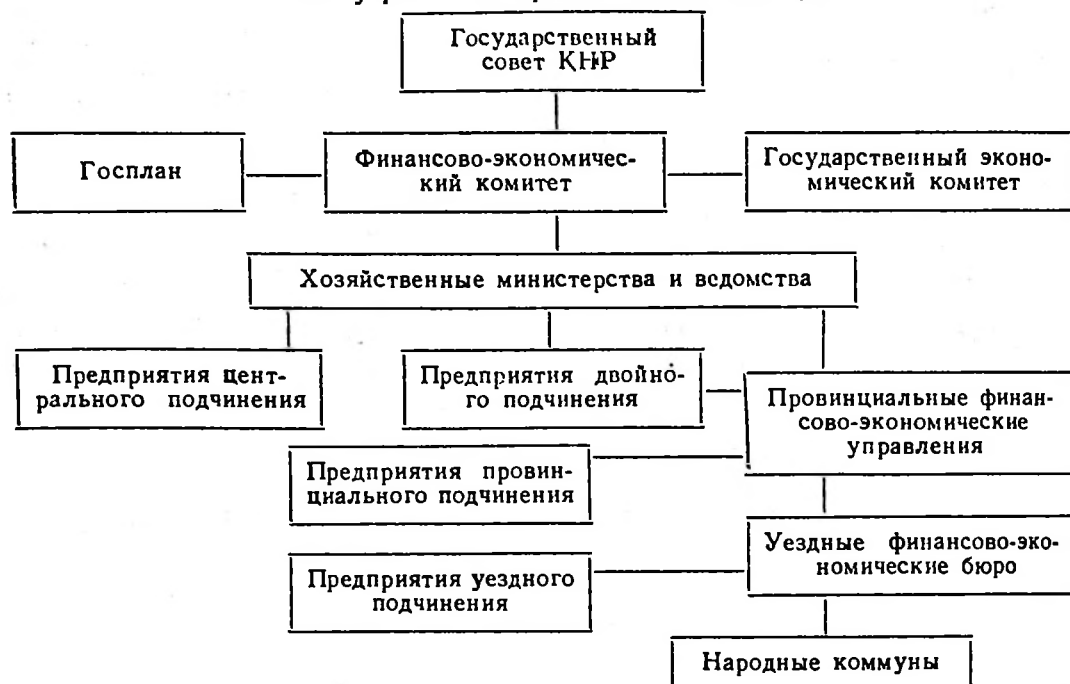 Государственный
совет КНР
Госплан
Финансово-экономичес-
кий комитет
Государственный эконо-
мический комитет
Хозяйственные министерства и ведомства
Предприятия цент-
рального подчинения
Предприятия двойно-
го подчинения
Провинциальные финан-
сово-экономические
управления
Предприятия провин-
циального подчинения
Уездные финансово-эко-
номические бюро
Предприятия уездного
подчинения
Народные коммуны